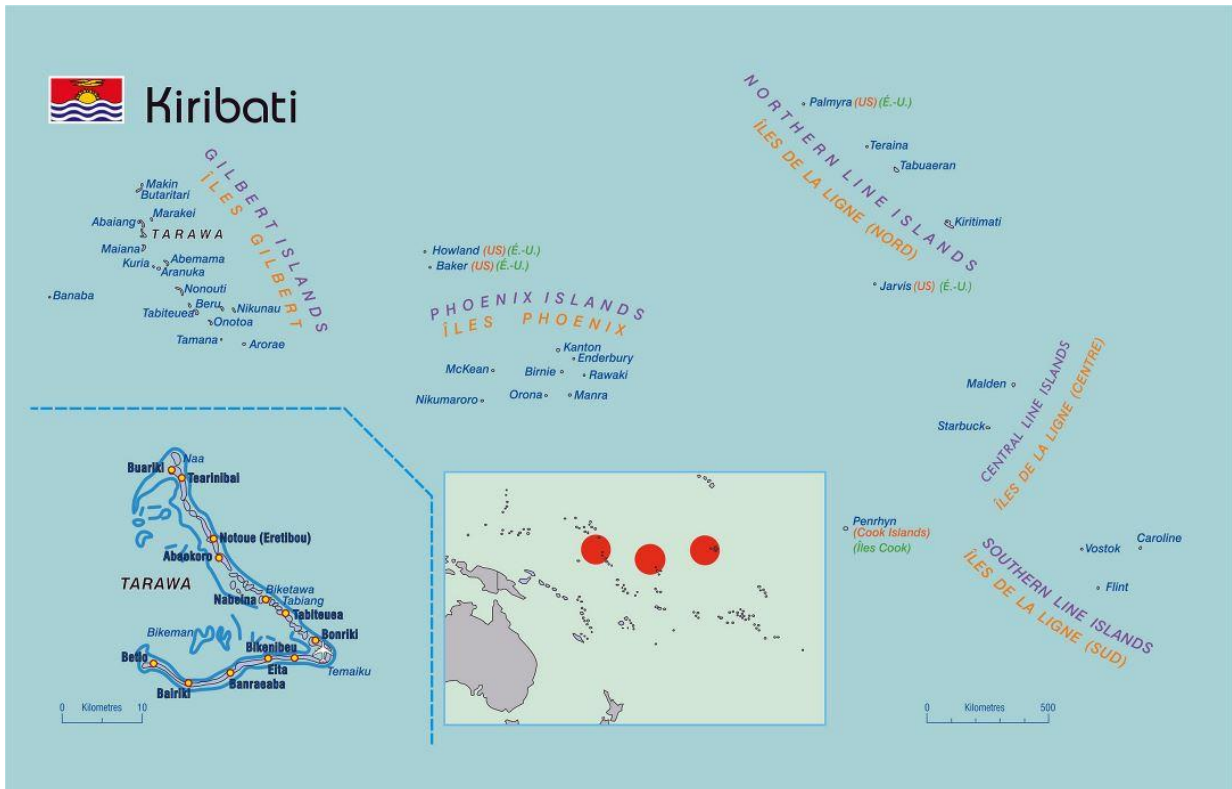 Kiribati
GILBERT ISLANDS
ÎLES GILBERT
Makin
Butaritari
Marakei
Abaiang
TARAWA
Maiana
Abemama
Kuria
Aranuka
Banaba
Nonouti
Beru
Nikunau
Tabiteuea
Onotoa
Tamana
Arorae
Howland (US) (É.-U.)
Baker (US) (É.-U.)
PHOENIX ISLANDS
ÎLES PHOENIX
Kanton
Enderbury
McKean
Birnie
Rawaki
Orona
Manra
Nikumaroro
NORTHERN LINE ISLANDS
ÎLES DE LA LIGNE (NORD)
Palmyra (US) (É.-U.)
Teraina
Tabuaeran
Kiritimati
Jarvis (US) (É.-U.)
Malden
Starbuck
CENTRAL LINE ISLANDS
ÎLES DE LA LIGNE (CENTRE)
Penrhyn
(Cook Islands)
(Îles Cook)
Vostok
Caroline
Flint
SOUTHERN LINE ISLANDS
ÎLES DE LA LIGNE (SUD)
0 Kilometres 500
Naa
Buariki
Tearinibai
Notoue (Eretibou)
Abaokoro
TARAWA
Biketawa
Nabeina
Tabiang
Tabiteuea
Bikeman
Bonriki
Bikenibeu
Betio
Eita
Temaiku
Banraeaba
Bairiki
0 Kilometres 10